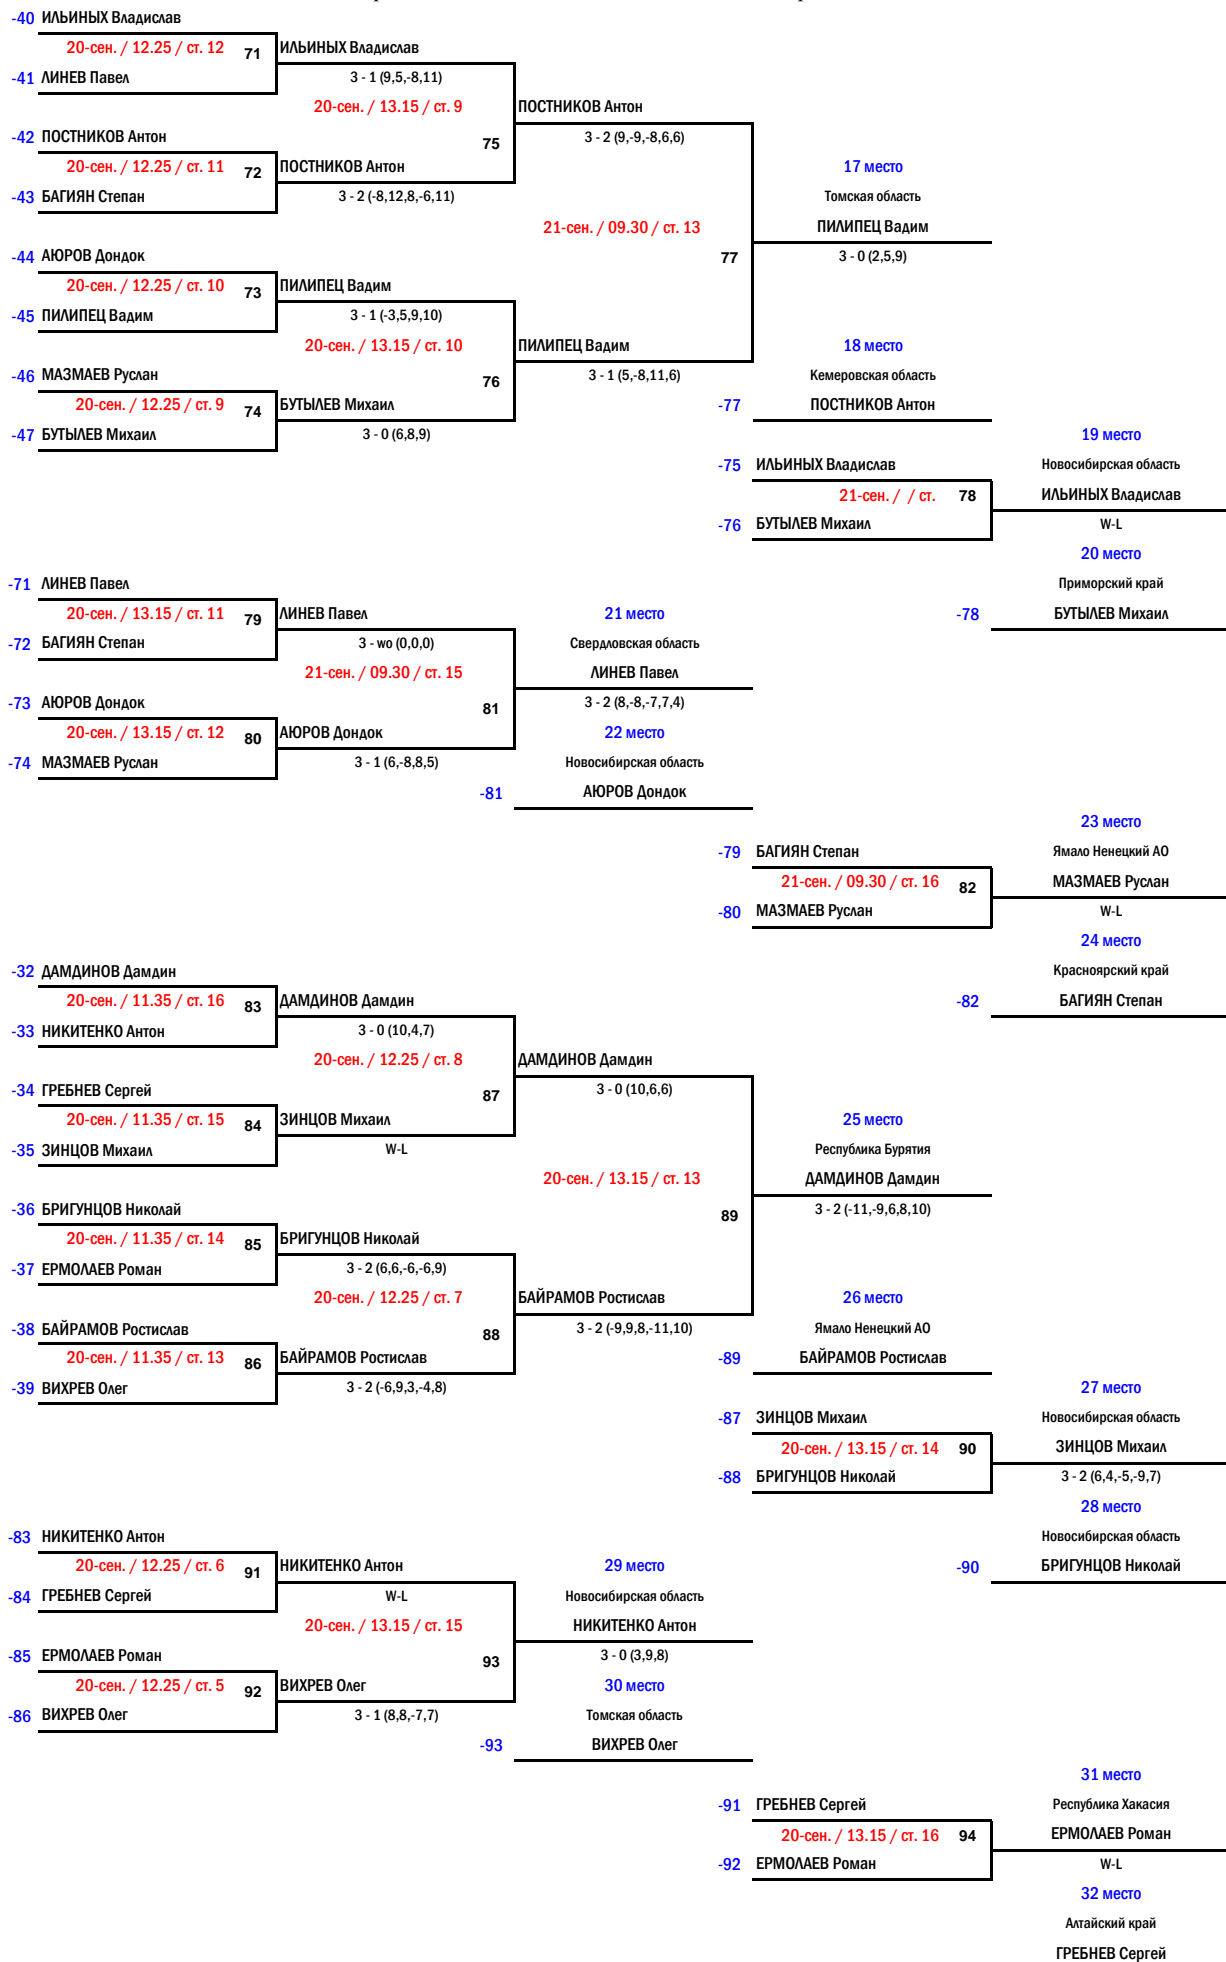 -40 ИЛЬИНЫХ Владислав
20-сен. / 12.25 / ст. 12 71 ИЛЬИНЫХ Владислав
-41 ЛИНЕВ Павел 3 - 1 (9,5,-8,11)
20-сен. / 13.15 / ст. 9 ПОСТНИКОВ Антон
-42 ПОСТНИКОВ Антон 75 3 - 2 (9,-9,-8,6,6)
20-сен. / 12.25 / ст. 11 72 ПОСТНИКОВ Антон 17 место
-43 БАГИЯН Степан 3 - 2 (-8,12,8,-6,11) Томская область
21-сен. / 09.30 / ст. 13 ПИЛИПЕЦ Вадим
-44 АЮРОВ Дондок 77 3 - 0 (2,5,9)
20-сен. / 12.25 / ст. 10 73 ПИЛИПЕЦ Вадим
-45 ПИЛИПЕЦ Вадим 3 - 1 (-3,5,9,10)
20-сен. / 13.15 / ст. 10 ПИЛИПЕЦ Вадим 18 место
-46 МАЗМАЕВ Руслан 76 3 - 1 (5,-8,11,6) Кемеровская область
20-сен. / 12.25 / ст. 9 74 БУТЫЛЕВ Михаил -77 ПОСТНИКОВ Антон
-47 БУТЫЛЕВ Михаил 3 - 0 (6,8,9) 19 место
-75 ИЛЬИНЫХ Владислав Новосибирская область
21-сен. / / ст. 78 ИЛЬИНЫХ Владислав
-76 БУТЫЛЕВ Михаил W-L
20 место
-71 ЛИНЕВ Павел Приморский край
20-сен. / 13.15 / ст. 11 79 ЛИНЕВ Павел 21 место -78 БУТЫЛЕВ Михаил
-72 БАГИЯН Степан 3 - wo (0,0,0) Свердловская область
21-сен. / 09.30 / ст. 15 ЛИНЕВ Павел
-73 АЮРОВ Дондок 81 3 - 2 (8,-8,-7,7,4)
20-сен. / 13.15 / ст. 12 80 АЮРОВ Дондок 22 место
-74 МАЗМАЕВ Руслан 3 - 1 (6,-8,8,5) Новосибирская область
-81 АЮРОВ Дондок
23 место
-79 БАГИЯН Степан Ямало Ненецкий АО
21-сен. / 09.30 / ст. 16 82 МАЗМАЕВ Руслан
-80 МАЗМАЕВ Руслан W-L
24 место
-32 ДАМДИНОВ Дамдин Красноярский край
20-сен. / 11.35 / ст. 16 83 ДАМДИНОВ Дамдин -82 БАГИЯН Степан
-33 НИКИТЕНКО Антон 3 - 0 (10,4,7)
20-сен. / 12.25 / ст. 8 ДАМДИНОВ Дамдин
-34 ГРЕБНЕВ Сергей 87 3 - 0 (10,6,6)
20-сен. / 11.35 / ст. 15 84 ЗИНЦОВ Михаил 25 место
-35 ЗИНЦОВ Михаил W-L Республика Бурятия
20-сен. / 13.15 / ст. 13 ДАМДИНОВ Дамдин
-36 БРИГУНЦОВ Николай 89 3 - 2 (-11,-9,6,8,10)
20-сен. / 11.35 / ст. 14 85 БРИГУНЦОВ Николай
-37 ЕРМОЛАЕВ Роман 3 - 2 (6,6,-6,-6,9)
20-сен. / 12.25 / ст. 7 БАЙРАМОВ Ростислав 26 место
-38 БАЙРАМОВ Ростислав 88 3 - 2 (-9,9,8,-11,10) Ямало Ненецкий АО
20-сен. / 11.35 / ст. 13 86 БАЙРАМОВ Ростислав -89 БАЙРАМОВ Ростислав
-39 ВИХРЕВ Олег 3 - 2 (-6,9,3,-4,8) 27 место
-87 ЗИНЦОВ Михаил Новосибирская область
20-сен. / 13.15 / ст. 14 90 ЗИНЦОВ Михаил
-88 БРИГУНЦОВ Николай 3 - 2 (6,4,-5,-9,7)
28 место
-83 НИКИТЕНКО Антон Новосибирская область
20-сен. / 12.25 / ст. 6 91 НИКИТЕНКО Антон 29 место -90 БРИГУНЦОВ Николай
-84 ГРЕБНЕВ Сергей W-L Новосибирская область
20-сен. / 13.15 / ст. 15 НИКИТЕНКО Антон
-85 ЕРМОЛАЕВ Роман 93 3 - 0 (3,9,8)
20-сен. / 12.25 / ст. 5 92 ВИХРЕВ Олег 30 место
-86 ВИХРЕВ Олег 3 - 1 (8,8,-7,7) Томская область
-93 ВИХРЕВ Олег
31 место
-91 ГРЕБНЕВ Сергей Республика Хакасия
20-сен. / 13.15 / ст. 16 94 ЕРМОЛАЕВ Роман
-92 ЕРМОЛАЕВ Роман W-L
32 место
Алтайский край
ГРЕБНЕВ Сергей